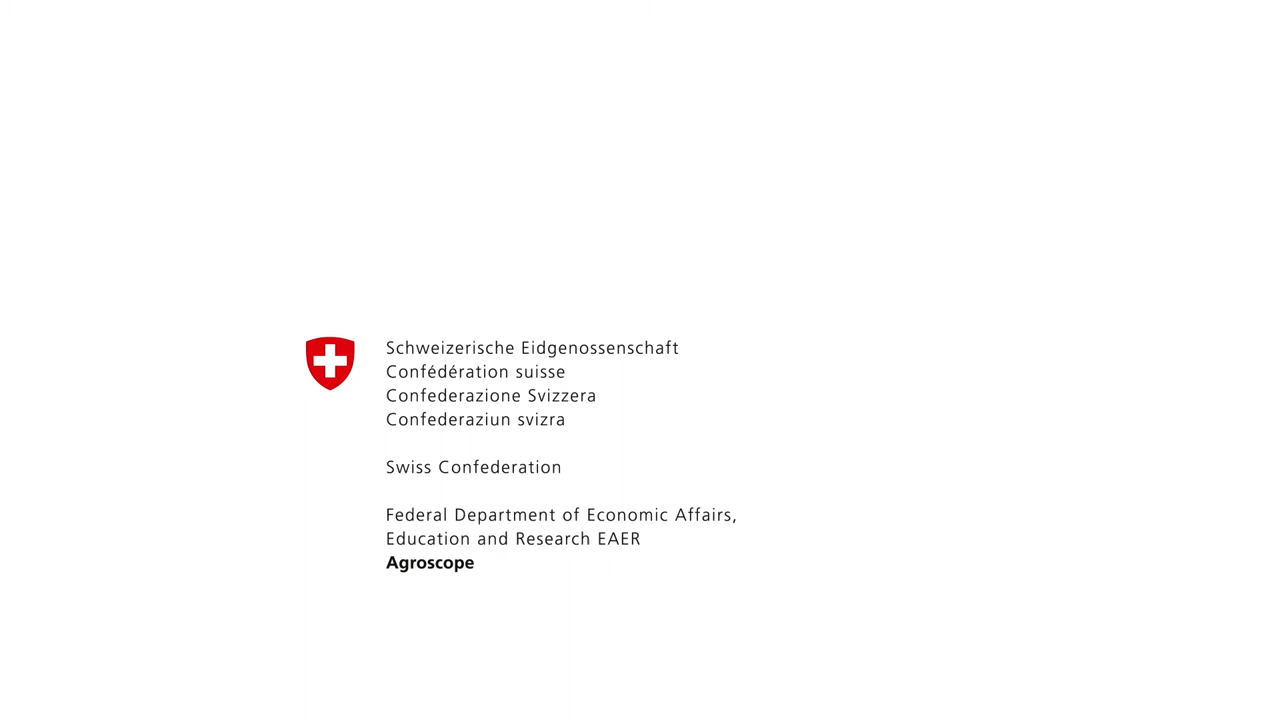 Schweizerische Eidgenossenschaft
Confédération suisse
Confederazione Svizzera
Confederaziun svizra
Swiss Confederation
Federal Department of Economic Affairs,
Education and Research EAER
Agroscope